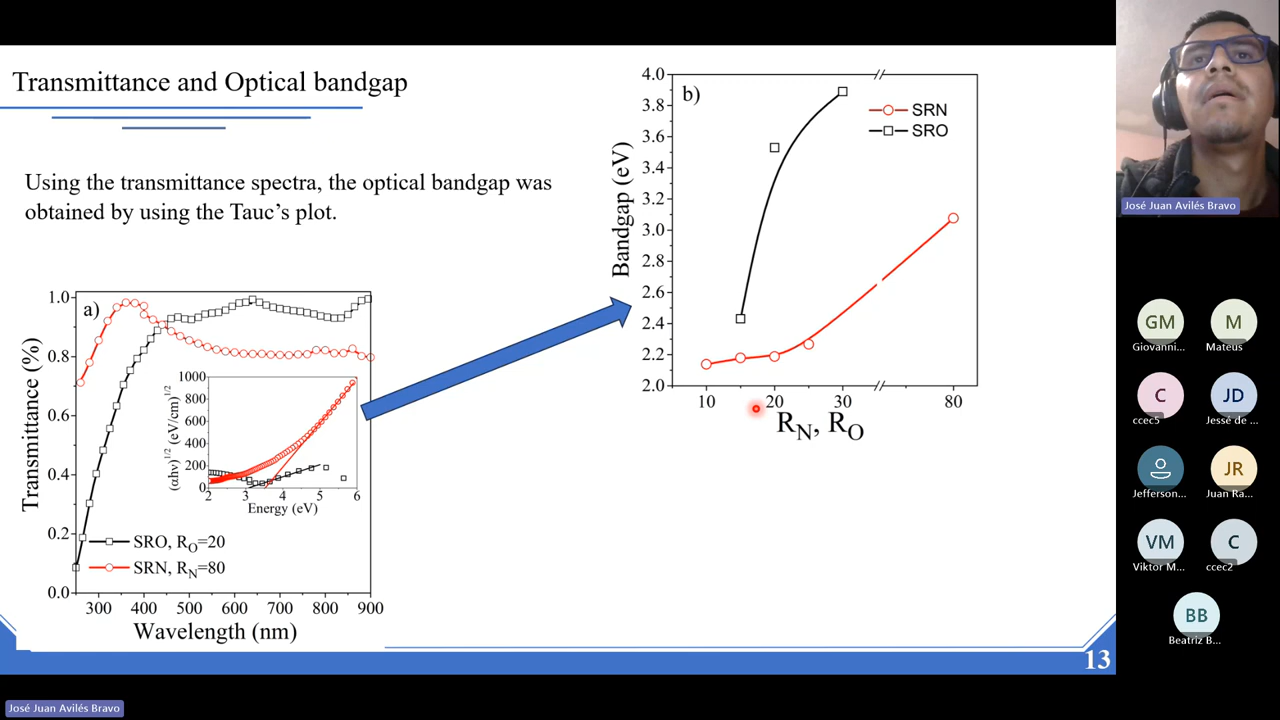 Transmittance and Optical bandgap
Using the transmittance spectra, the optical bandgap was
obtained by using the Tauc's plot.
a)
1.0
0.8
0.6
0.4
0.2
0.0
Transmittance (%)
300 400 500 600 700 800 900
Wavelength (nm)
SRO, RO=20
SRN, RN=80
1000
800
600
400
200
0
(αhν)1/2 (eV/cm)1/2
2 3 4 5 6
Energy (eV)
b)
4.0
3.8
3.6
3.4
3.2
3.0
2.8
2.6
2.4
2.2
2.0
Bandgap (eV)
SRN
SRO
10 20 30 80
RN, RO
13
José Juan Avilés Bravo
GM
Giovanni...
M
Mateus
C
ccec5
JD
Jessé de ...
Jefferson...
JR
Juan Ra...
VM
Viktor M...
C
ccec2
BB
Beatriz B...
José Juan Avilés Bravo